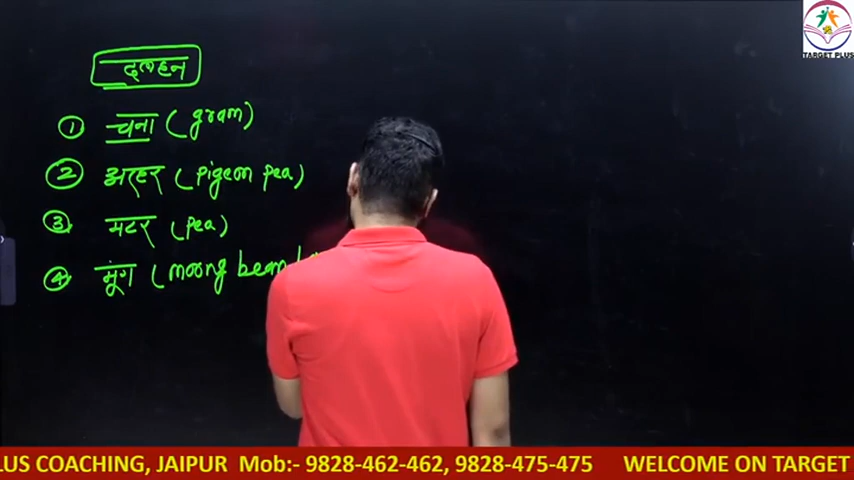 दलहन
① चना (gram)
② अरहर (pigeon pea)
③ मटर (pea)
④ मूंग (moong bean
TARGET PLUS
LUS COACHING, JAIPUR Mob:- 9828-462-462, 9828-475-475 WELCOME ON TARGET